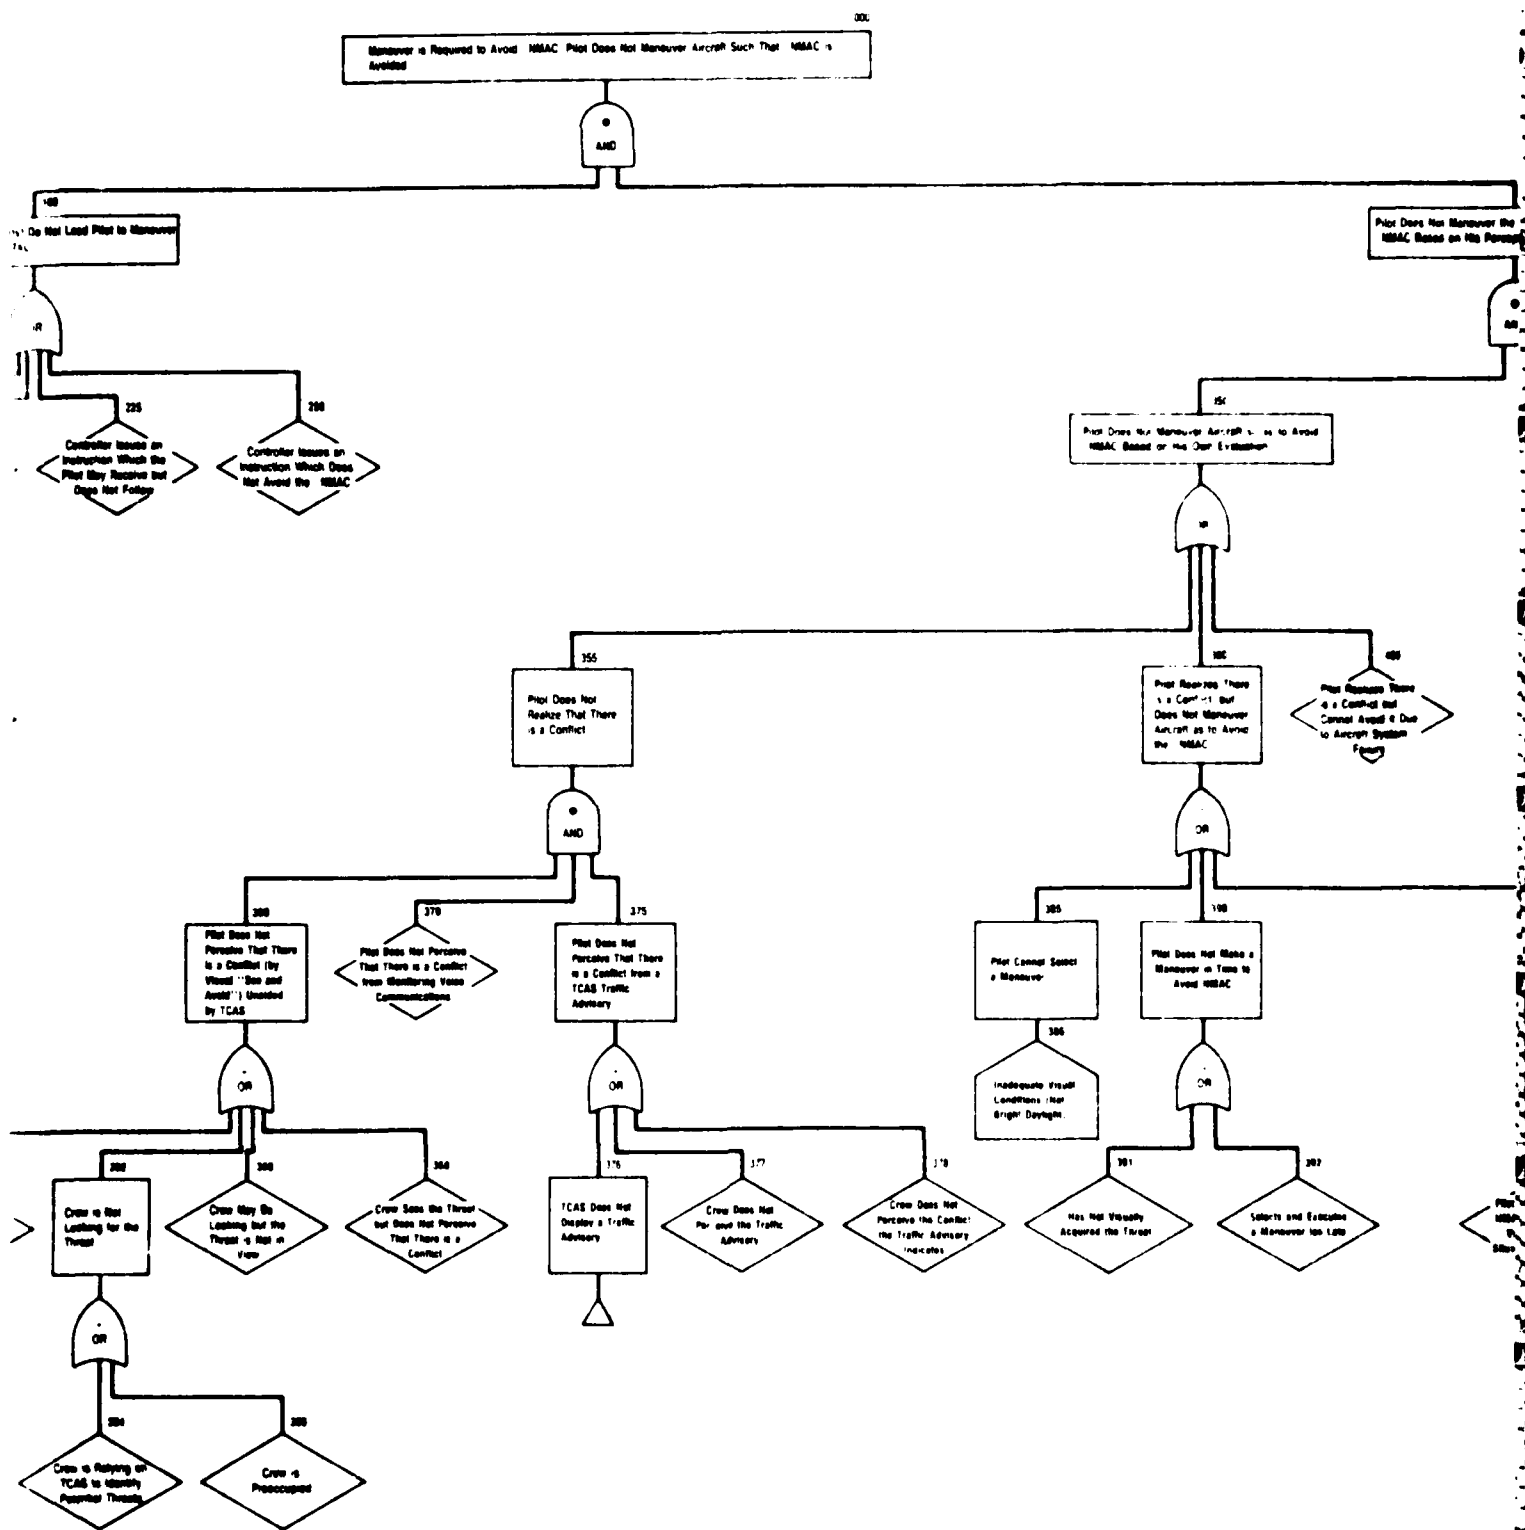 Maneuver is Required to Avoid NMAC Pilot Does Not Maneuver Aircraft Such That NMAC is
Avoided
AND
Do Not Lead Pilot to Maneuver
Pilot Does Not Maneuver the
NMAC Based on His
225
Controller Issues an
Instruction Which the
Pilot May Receive but
Does Not Follow
Controller Issues an
Instruction Which Does
Not Avoid the NMAC
Pilot Does Not Maneuver Aircraft as to Avoid
NMAC Based on His Own Evaluation
355
Pilot Does Not
Realize That There
is a Conflict
Pilot Realizes There
is a Conflict but
Does Not Maneuver
Aircraft as to Avoid
the NMAC
Pilot Realizes There
is a Conflict but
Cannot Avoid it Due
to Aircraft System
Failure
AND
OR
Pilot Does Not
Perceive That There
is a Conflict (by
Visual "See and
Avoid") Unaided
by TCAS
370
Pilot Does Not Perceive
That There is a Conflict
from Monitoring Voice
Communications
375
Pilot Does Not
Perceive That There
is a Conflict from a
TCAS Traffic
Advisory
385
Pilot Cannot Select
a Maneuver
390
Pilot Does Not Make a
Maneuver in Time to
Avoid NMAC
OR
OR
386
Inadequate Visual
Conditions (Not
Bright Daylight)
OR
Crew is Not
Looking for the
Threat
Crew May Be
Looking but the
Threat is Not in
View
Crew Sees the Threat
but Does Not Perceive
That There is a
Conflict
376
TCAS Does Not
Display a Traffic
Advisory
377
Crew Does Not
Perceive the Traffic
Advisory
378
Crew Does Not
Perceive the Conflict
the Traffic Advisory
Indicates
391
Has Not Visually
Acquired the Threat
392
Selects and Executes
a Maneuver too Late
Pilot
OR
Crew is Relying on
TCAS to Identify
Potential Threats
Crew is
Preoccupied